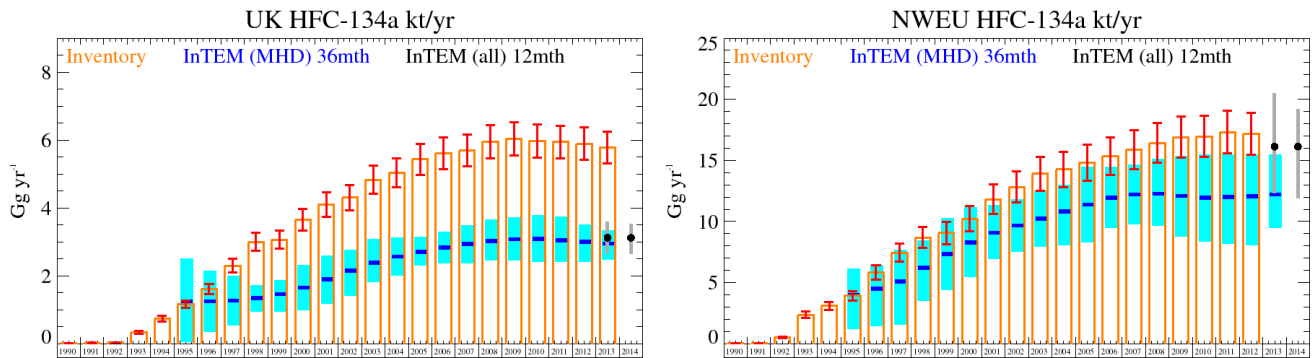 UK HFC-134a kt/yr
Inventory InTEM (MHD) 36mth InTEM (all) 12mth
8
6
4
2
0
Gg yr⁻¹
1990 1991 1992 1993 1994 1995 1996 1997 1998 1999 2000 2001 2002 2003 2004 2005 2006 2007 2008 2009 2010 2011 2012 2013 2014
NWEU HFC-134a kt/yr
Inventory InTEM (MHD) 36mth InTEM (all) 12mth
25
20
15
10
5
0
Gg yr⁻¹
1990 1991 1992 1993 1994 1995 1996 1997 1998 1999 2000 2001 2002 2003 2004 2005 2006 2007 2008 2009 2010 2011 2012 2013 2014